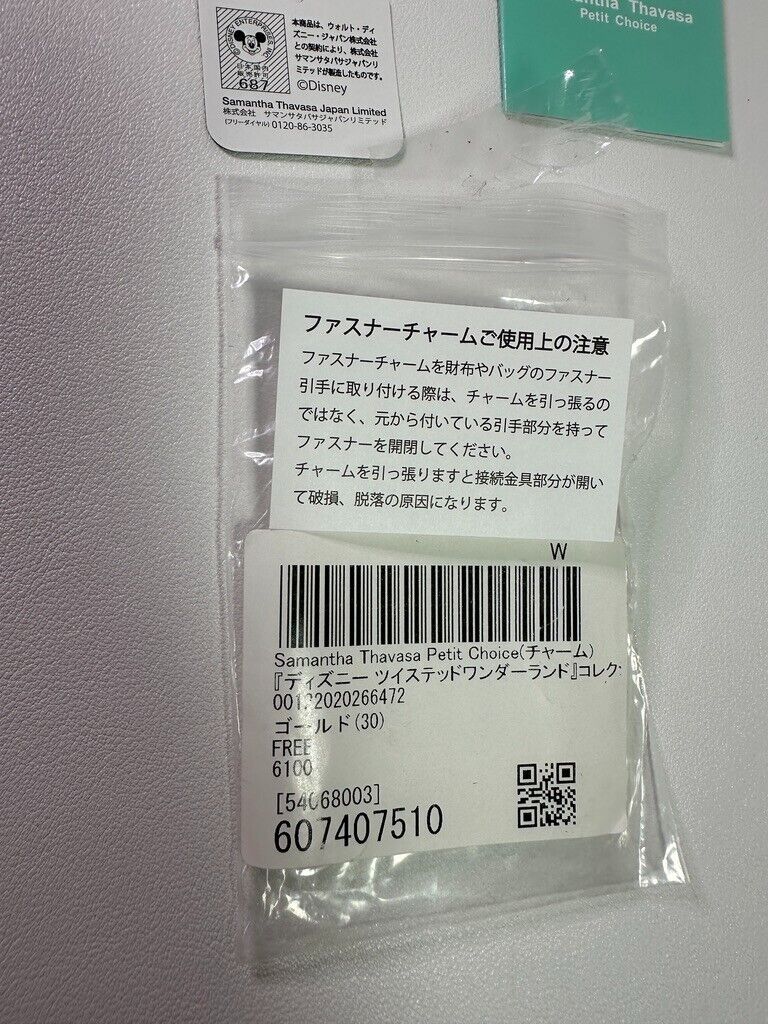 DISNEY ENTERPRISES, INC.
日本国内
販売許可
687
本商品は、ウォルト・ディ
ズニー・ジャパン株式会社
との契約により、株式会社
サマンサタバサジャパンリ
ミテッドが製造したものです。
©Disney
Samantha Thavasa Japan Limited
株式会社 サマンサタバサジャパンリミテッド
(フリーダイヤル) 0120-86-3035
Thavasa
Petit Choice
ファスナーチャームご使用上の注意
ファスナーチャームを財布やバッグのファスナー
引手に取り付ける際は、チャームを引っ張るの
ではなく、元から付いている引手部分を持って
ファスナーを開閉してください。
チャームを引っ張りますと接続金具部分が開い
て破損、脱落の原因になります。
W
Samantha Thavasa Petit Choice(チャーム)
『ディズニー ツイステッドワンダーランド』コレク
ゴールド(30)
FREE
6100
[54068003]
607407510